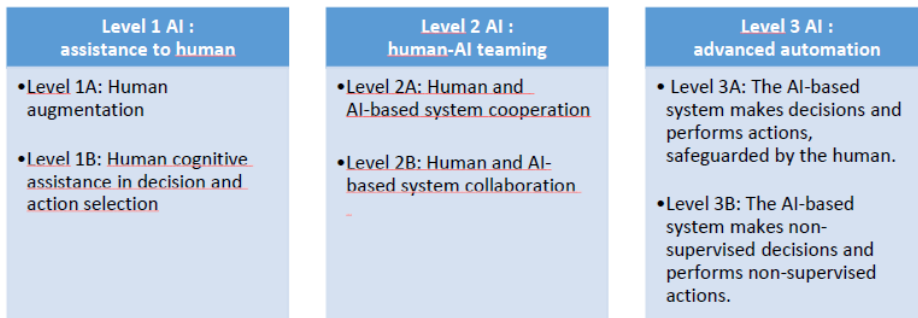 Level 1 AI :
assistance to human
•Level 1A: Human
augmentation
•Level 1B: Human cognitive
assistance in decision and
action selection
Level 2 AI :
human-AI teaming
•Level 2A: Human and
AI-based system cooperation
•Level 2B: Human and AI-
based system collaboration
Level 3 AI :
advanced automation
• Level 3A: The AI-based
system makes decisions and
performs actions,
safeguarded by the human.
•Level 3B: The AI-based
system makes non-
supervised decisions and
performs non-supervised
actions.